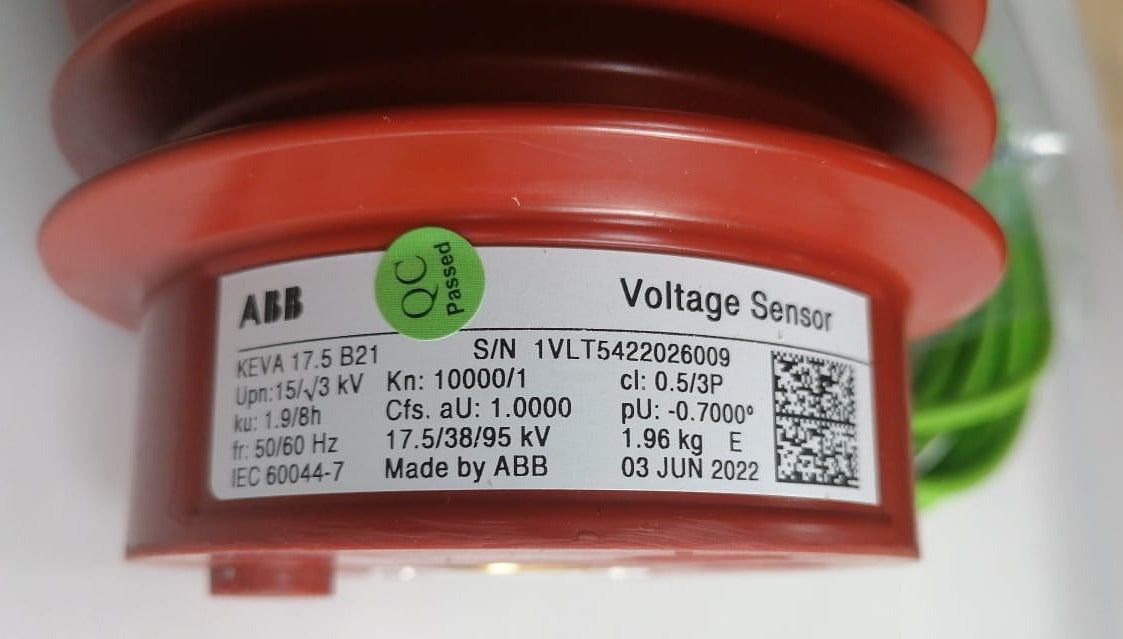 ABB
QC
Passed
Voltage Sensor
KEVA 17.5 B21 S/N 1VLT5422026009
Upn:15/√3 kV Kn: 10000/1 cl: 0.5/3P
ku: 1.9/8h Cfs. aU: 1.0000 pU: -0.7000°
fr: 50/60 Hz 17.5/38/95 kV 1.96 kg E
IEC 60044-7 Made by ABB 03 JUN 2022